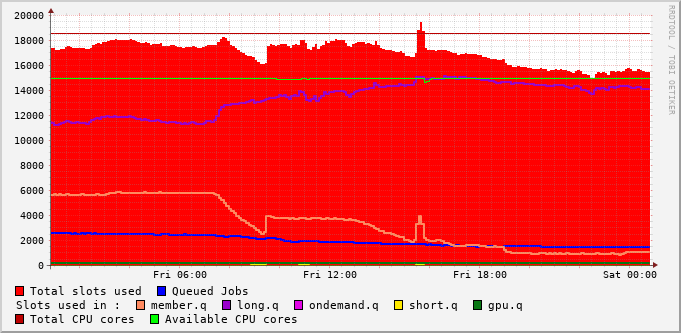 20000
18000
16000
14000
12000
10000
8000
6000
4000
2000
0
Fri 06:00 Fri 12:00 Fri 18:00 Sat 00:00
Total slots used Queued Jobs
Slots used in : member.q long.q ondemand.q short.q gpu.q
Total CPU cores Available CPU cores
RRDTOOL / TOBI OETIKER